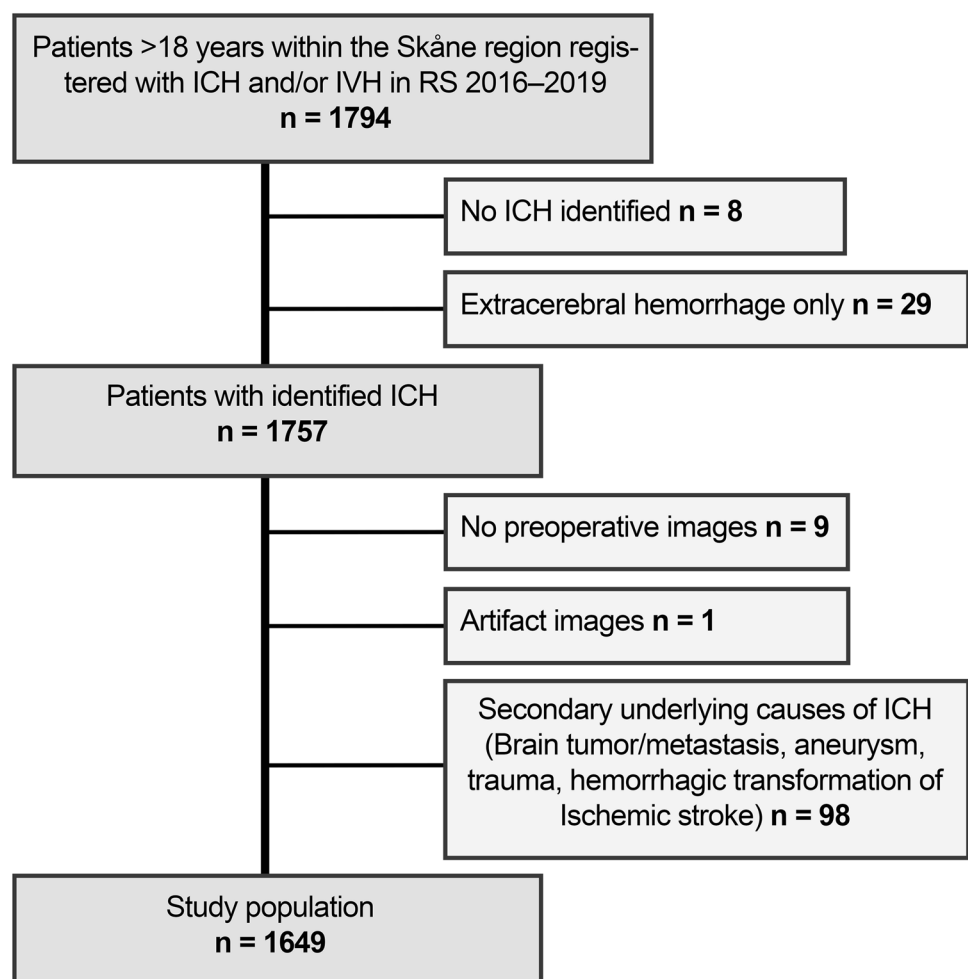 Patients >18 years within the Skåne region regis-
tered with ICH and/or IVH in RS 2016–2019
n = 1794
No ICH identified n = 8
Extracerebral hemorrhage only n = 29
Patients with identified ICH
n = 1757
No preoperative images n = 9
Artifact images n = 1
Secondary underlying causes of ICH
(Brain tumor/metastasis, aneurysm,
trauma, hemorrhagic transformation of
Ischemic stroke) n = 98
Study population
n = 1649